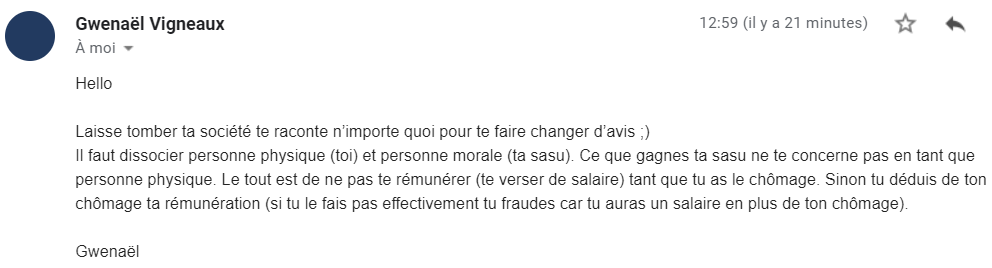 Gwenaël Vigneaux
12:59 (il y a 21 minutes)
À moi
Hello
Laisse tomber ta société te raconte n’importe quoi pour te faire changer d’avis ;)
Il faut dissocier personne physique (toi) et personne morale (ta sasu). Ce que gagnes ta sasu ne te concerne pas en tant que
personne physique. Le tout est de ne pas te rémunérer (te verser de salaire) tant que tu as le chômage. Sinon tu déduis de ton
chômage ta rémunération (si tu le fais pas effectivement tu fraudes car tu auras un salaire en plus de ton chômage).
Gwenaël